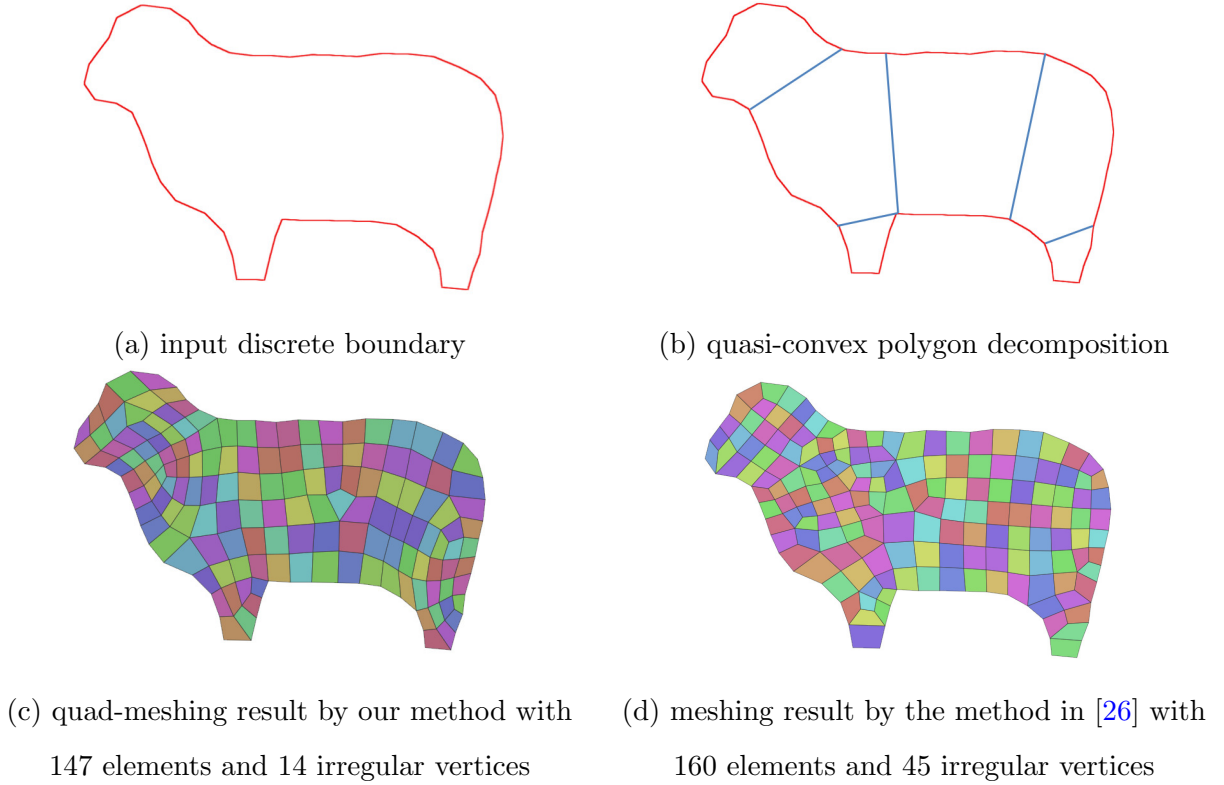 (a) input discrete boundary
(b) quasi-convex polygon decomposition
(c) quad-meshing result by our method with
147 elements and 14 irregular vertices
(d) meshing result by the method in [26] with
160 elements and 45 irregular vertices